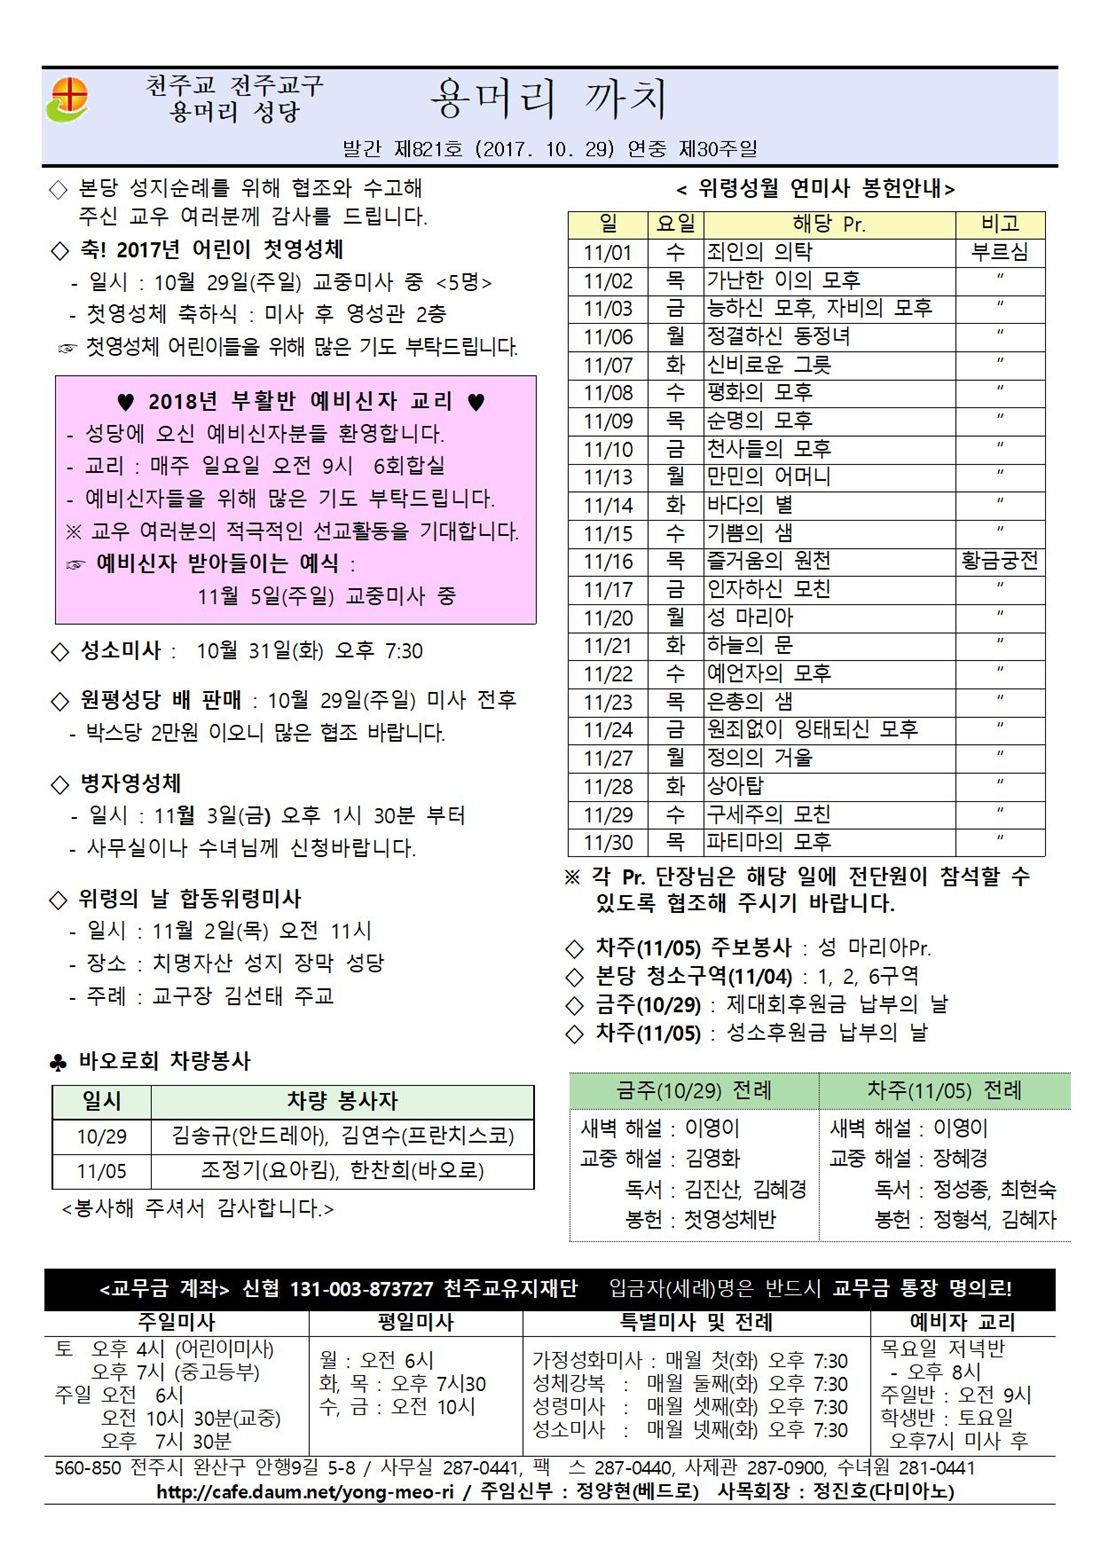 천주교 전주교구
용머리 성당
용머리 까치
발간 제821호 (2017. 10. 29) 연중 제30주일
◇ 본당 성지순례를 위해 협조와 수고해
주신 교우 여러분께 감사를 드립니다.
◇ 축! 2017년 어린이 첫영성체
- 일시 : 10월 29일(주일) 교중미사 중 <5명>
- 첫영성체 축하식 : 미사 후 영성관 2층
☞ 첫영성체 어린이들을 위해 많은 기도 부탁드립니다.
♥ 2018년 부활반 예비신자 교리 ♥
- 성당에 오신 예비신자분들 환영합니다.
- 교리 : 매주 일요일 오전 9시 6회합실
- 예비신자들을 위해 많은 기도 부탁드립니다.
※ 교우 여러분의 적극적인 선교활동을 기대합니다.
☞ 예비신자 받아들이는 예식 :
11월 5일(주일) 교중미사 중
◇ 성소미사 : 10월 31일(화) 오후 7:30
◇ 원평성당 배 판매 : 10월 29일(주일) 미사 전후
- 박스당 2만원 이오니 많은 협조 바랍니다.
◇ 병자영성체
- 일시 : 11월 3일(금) 오후 1시 30분 부터
- 사무실이나 수녀님께 신청바랍니다.
◇ 위령의 날 합동위령미사
- 일시 : 11월 2일(목) 오전 11시
- 장소 : 치명자산 성지 장막 성당
- 주례 : 교구장 김선태 주교
♣ 바오로회 차량봉사
일시 차량 봉사자
10/29 김송규(안드레아), 김연수(프란치스코)
11/05 조정기(요아킴), 한찬희(바오로)
<봉사해 주셔서 감사합니다.>
< 위령성월 연미사 봉헌안내>
일 요일 해당 Pr. 비고
11/01 수 죄인의 의탁 부르심
11/02 목 가난한 이의 모후 〃
11/03 금 능하신 모후, 자비의 모후 〃
11/06 월 정결하신 동정녀 〃
11/07 화 신비로운 그릇 〃
11/08 수 평화의 모후 〃
11/09 목 순명의 모후 〃
11/10 금 천사들의 모후 〃
11/13 월 만민의 어머니 〃
11/14 화 바다의 별 〃
11/15 수 기쁨의 샘 〃
11/16 목 즐거움의 원천 황금궁전
11/17 금 인자하신 모친 〃
11/20 월 성 마리아 〃
11/21 화 하늘의 문 〃
11/22 수 예언자의 모후 〃
11/23 목 은총의 샘 〃
11/24 금 원죄없이 잉태되신 모후 〃
11/27 월 정의의 거울 〃
11/28 화 상아탑 〃
11/29 수 구세주의 모친 〃
11/30 목 파티마의 모후 〃
※ 각 Pr. 단장님은 해당 일에 전단원이 참석할 수
있도록 협조해 주시기 바랍니다.
◇ 차주(11/05) 주보봉사 : 성 마리아Pr.
◇ 본당 청소구역(11/04) : 1, 2, 6구역
◇ 금주(10/29) : 제대회후원금 납부의 날
◇ 차주(11/05) : 성소후원금 납부의 날
금주(10/29) 전례 차주(11/05) 전례
새벽 해설 : 이영이 새벽 해설 : 이영이
교중 해설 : 김영화 교중 해설 : 장혜경
독서 : 김진산, 김혜경 독서 : 정성종, 최현숙
봉헌 : 첫영성체반 봉헌 : 정형석, 김혜자
<교무금 계좌> 신협 131-003-873727 천주교유지재단 입금자(세례)명은 반드시 교무금 통장 명의로!
주일미사 평일미사 특별미사 및 전례 예비자 교리
토 오후 4시 (어린이미사)
오후 7시 (중고등부)
주일 오전 6시
오전 10시 30분(교중)
오후 7시 30분
월 : 오전 6시
화, 목 : 오후 7시30
수, 금 : 오전 10시
가정성화미사 : 매월 첫(화) 오후 7:30
성체강복 : 매월 둘째(화) 오후 7:30
성령미사 : 매월 셋째(화) 오후 7:30
성소미사 : 매월 넷째(화) 오후 7:30
목요일 저녁반
- 오후 8시
주일반 : 오전 9시
학생반 : 토요일
오후7시 미사 후
560-850 전주시 완산구 안행9길 5-8 / 사무실 287-0441, 팩 스 287-0440, 사제관 287-0900, 수녀원 281-0441
http://cafe.daum.net/yong-meo-ri / 주임신부 : 정양현(베드로) 사목회장 : 정진호(다미아노)